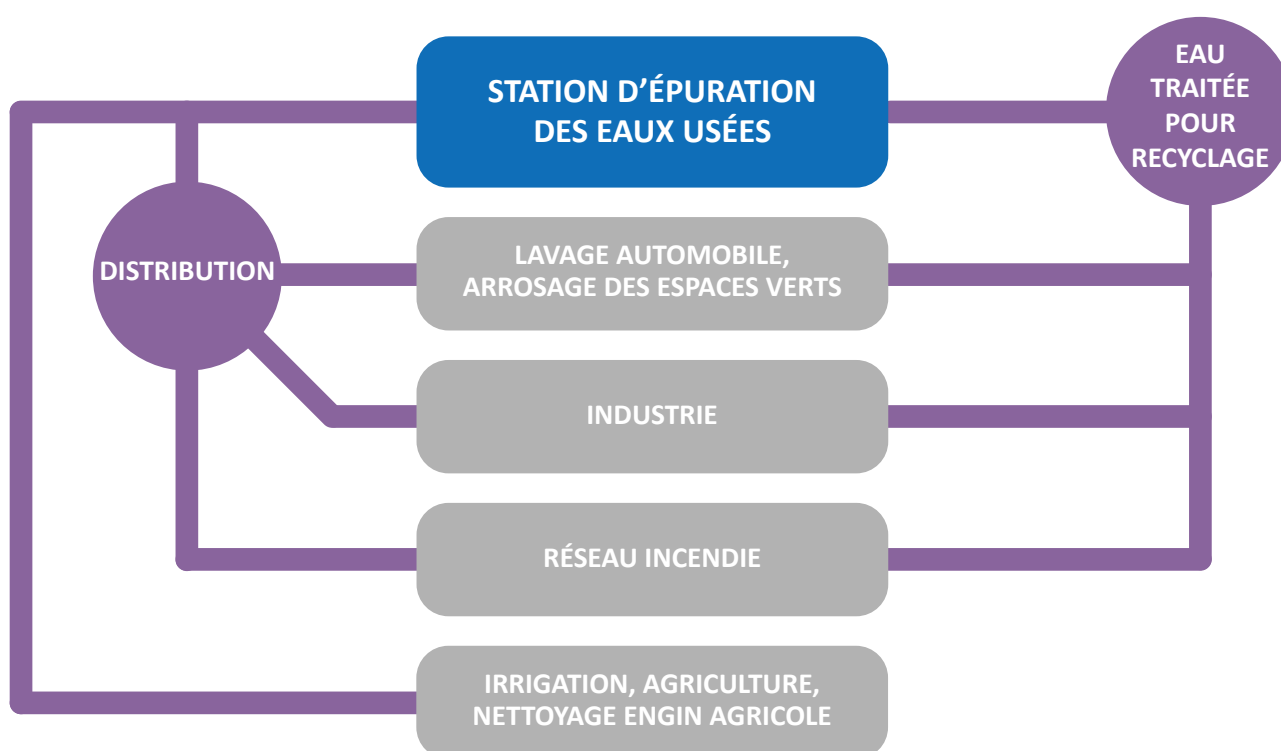 STATION D’ÉPURATION
DES EAUX USÉES
EAU
TRAITÉE
POUR
RECYCLAGE
DISTRIBUTION
LAVAGE AUTOMOBILE,
ARROSAGE DES ESPACES VERTS
INDUSTRIE
RÉSEAU INCENDIE
IRRIGATION, AGRICULTURE,
NETTOYAGE ENGIN AGRICOLE